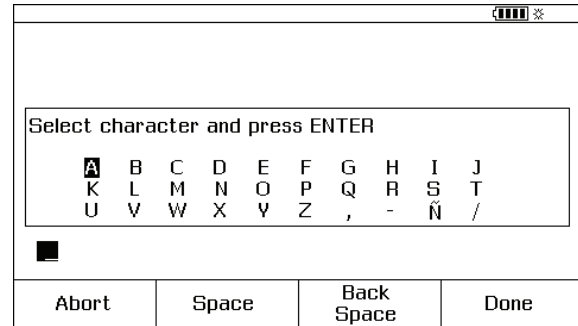 Select character and press ENTER
A B C D E F G H I J
K L M N O P Q R S T
U V W X Y Z , - Ñ /
Abort Space Back Space Done